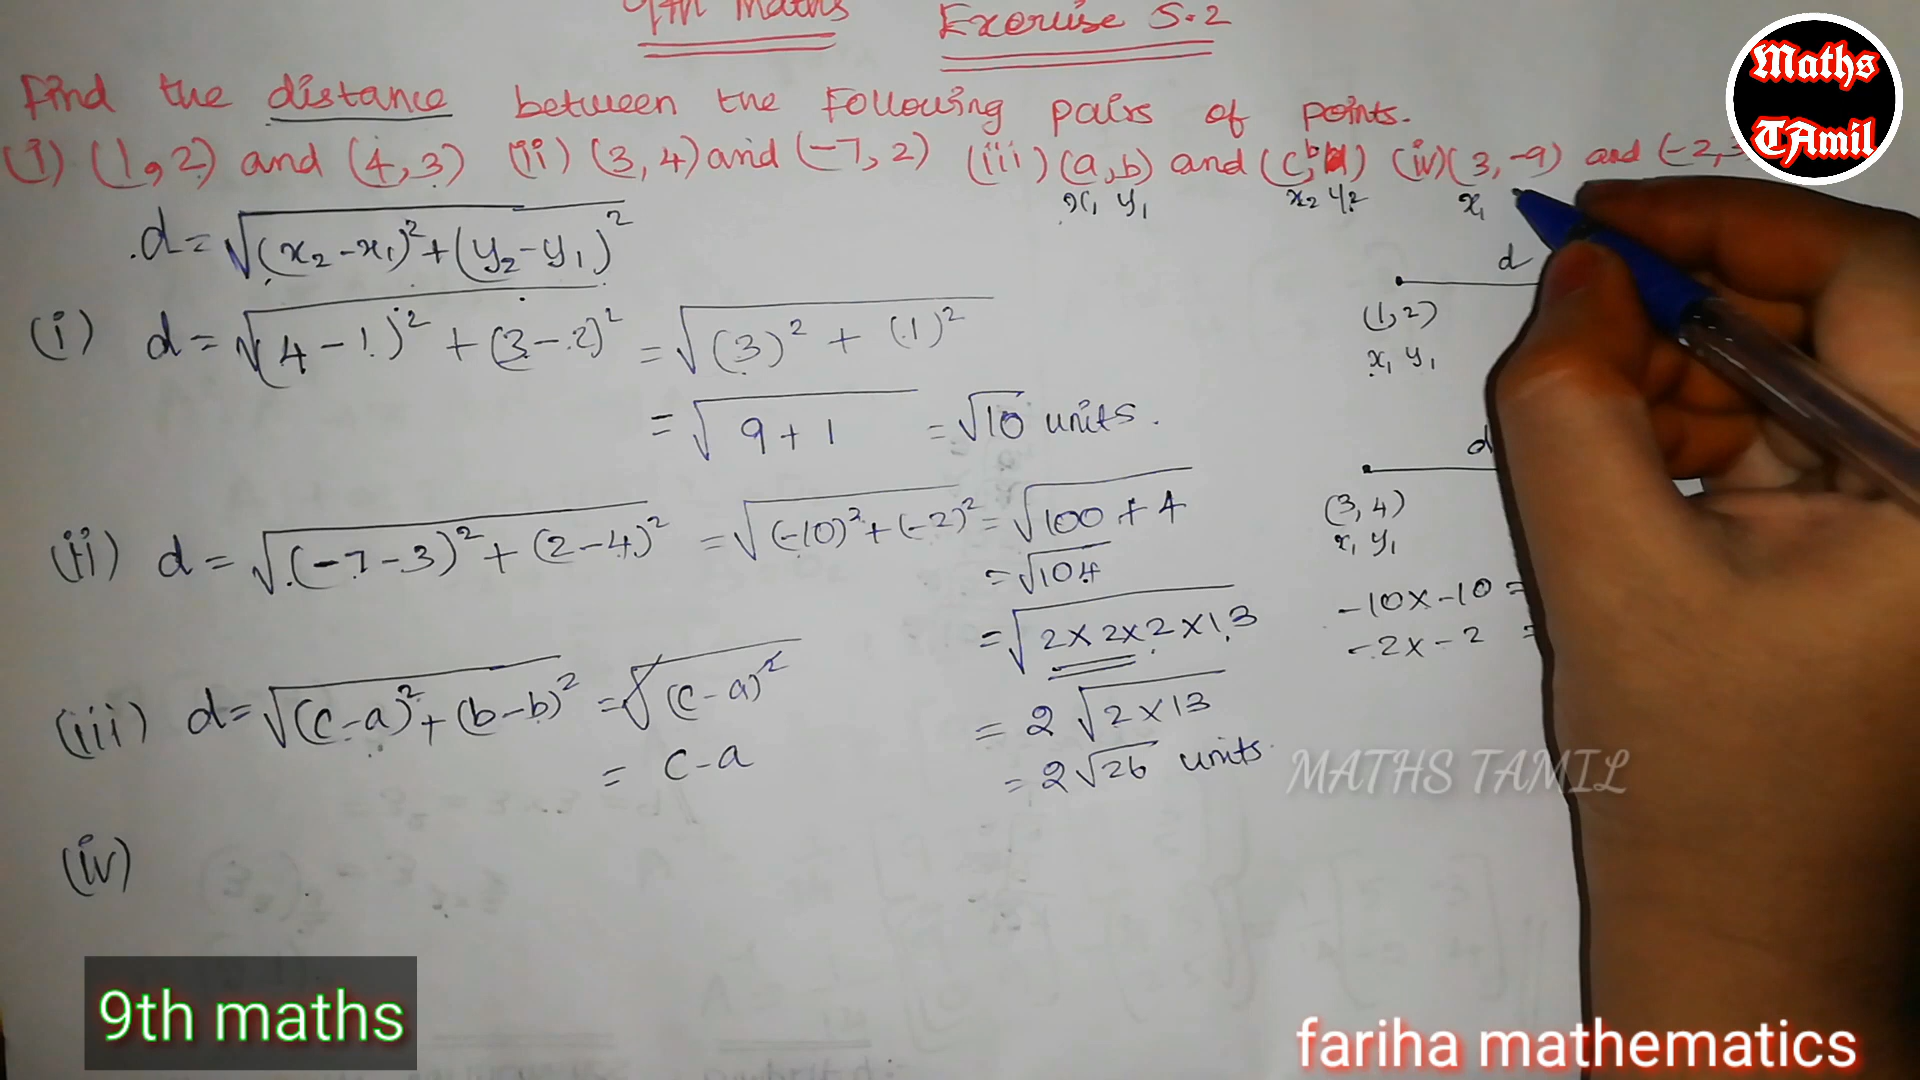 9th Maths Exercise 5.2
Maths
TAmil
Find the distance between the following pairs of points.
(i) (1,2) and (4,3) (ii) (3,4) and (-7,2) (iii) (a,b) and (c,b) (iv) (3,-9) and (-2,3
x₁ y₁ x₂ y₂ x₁
d = √(x₂-x₁)²+(y₂-y₁)²
d
(1,2)
x₁ y₁
(i) d = √(4-1)²+(3-2)² = √(3)²+(1)²
= √9+1 = √10 units.
d
(3,4)
x₁ y₁
(ii) d = √(-7-3)²+(2-4)² = √(-10)²+(-2)² = √100+4
= √104
= √2×2×2×13
= 2√2×13
= 2√26 units.
-10×-10 =
-2×-2 =
(iii) d = √(c-a)²+(b-b)² = √(c-a)²
= c-a
MATHS TAMIL
(iv)
9th maths
fariha mathematics